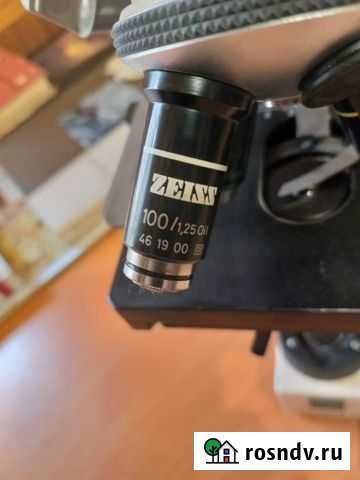 ZEISS
100/1,25 Oil
46 19 00
rosndv.ru